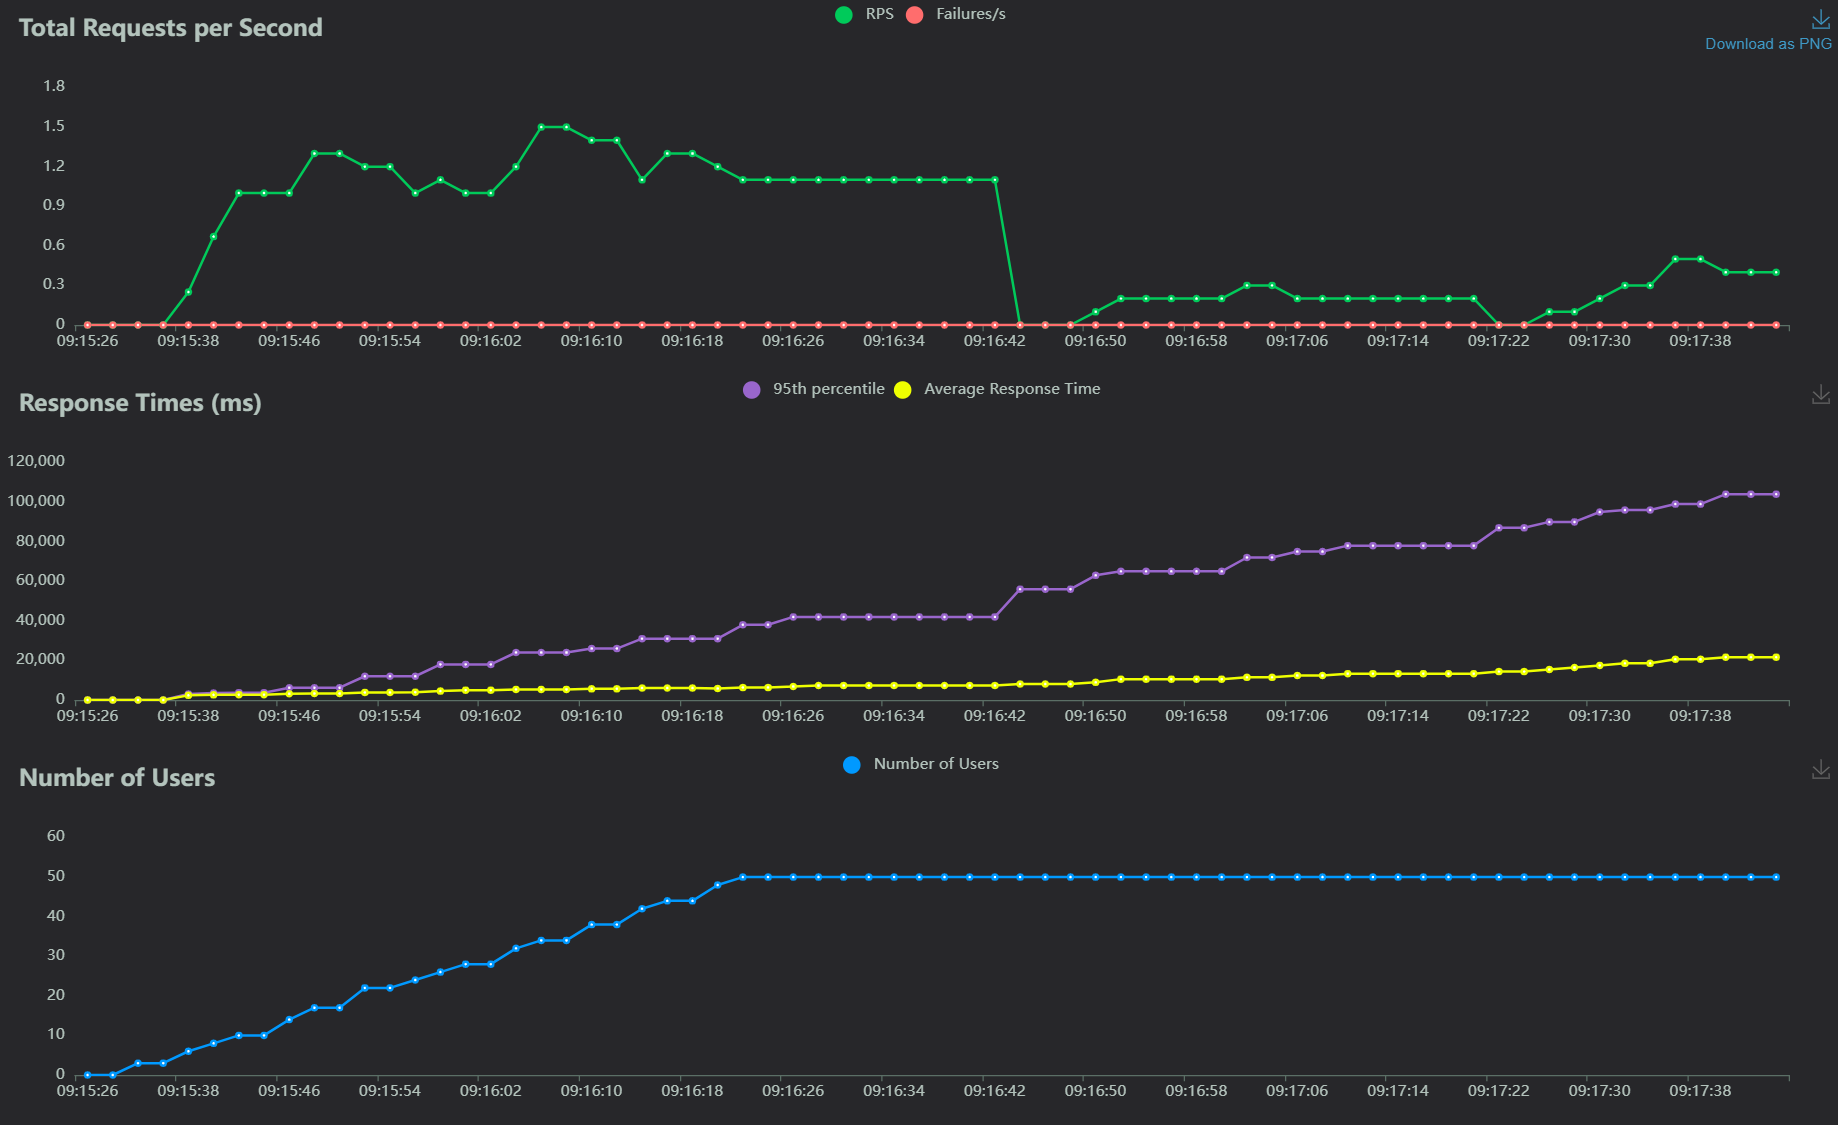 Total Requests per Second
RPS Failures/s
Download as PNG
1.8
1.5
1.2
0.9
0.6
0.3
0
09:15:26 09:15:38 09:15:46 09:15:54 09:16:02 09:16:10 09:16:18 09:16:26 09:16:34 09:16:42 09:16:50 09:16:58 09:17:06 09:17:14 09:17:22 09:17:30 09:17:38
Response Times (ms)
95th percentile Average Response Time
120,000
100,000
80,000
60,000
40,000
20,000
0
09:15:26 09:15:38 09:15:46 09:15:54 09:16:02 09:16:10 09:16:18 09:16:26 09:16:34 09:16:42 09:16:50 09:16:58 09:17:06 09:17:14 09:17:22 09:17:30 09:17:38
Number of Users
Number of Users
60
50
40
30
20
10
0
09:15:26 09:15:38 09:15:46 09:15:54 09:16:02 09:16:10 09:16:18 09:16:26 09:16:34 09:16:42 09:16:50 09:16:58 09:17:06 09:17:14 09:17:22 09:17:30 09:17:38